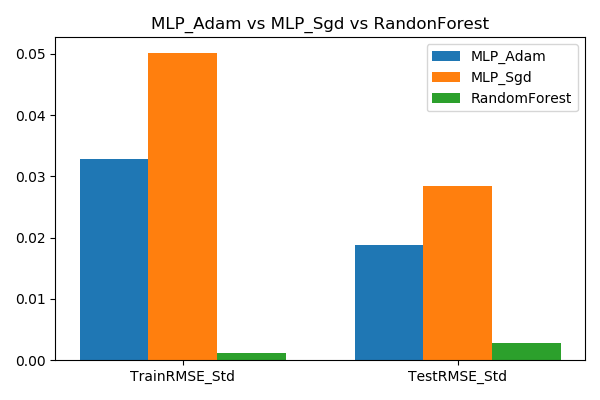 MLP_Adam vs MLP_Sgd vs RandonForest
0.05
0.04
0.03
0.02
0.01
0.00
MLP_Adam
MLP_Sgd
RandomForest
TrainRMSE_Std
TestRMSE_Std